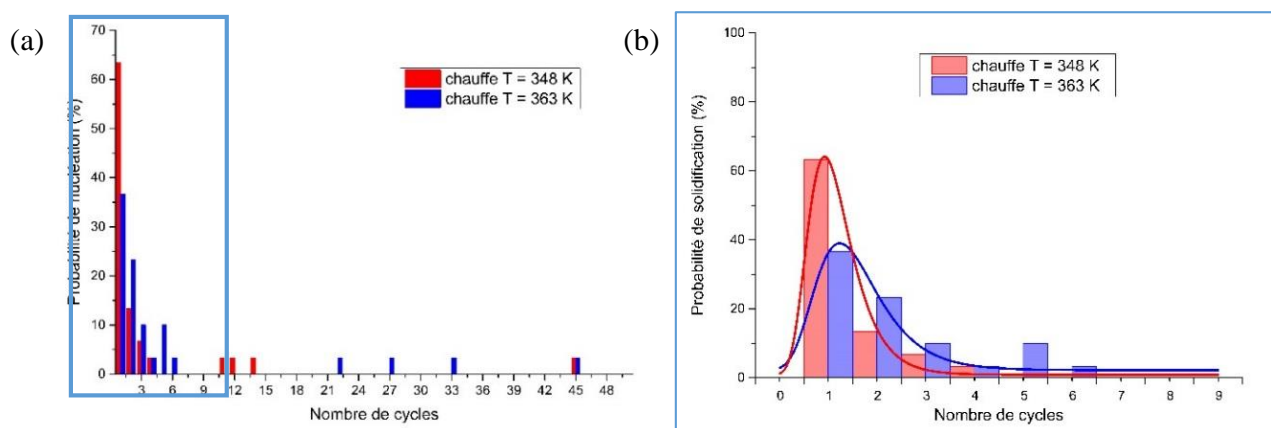 (a)
Probabilité de nucléation (%)
70
60
50
40
30
20
10
0
chauffe T = 348 K
chauffe T = 363 K
3 6 9 12 15 18 21 24 27 30 33 36 39 42 45 48
Nombre de cycles
(b)
Probabilité de solidification (%)
100
80
60
40
20
0
chauffe T = 348 K
chauffe T = 363 K
0 1 2 3 4 5 6 7 8 9
Nombre de cycles